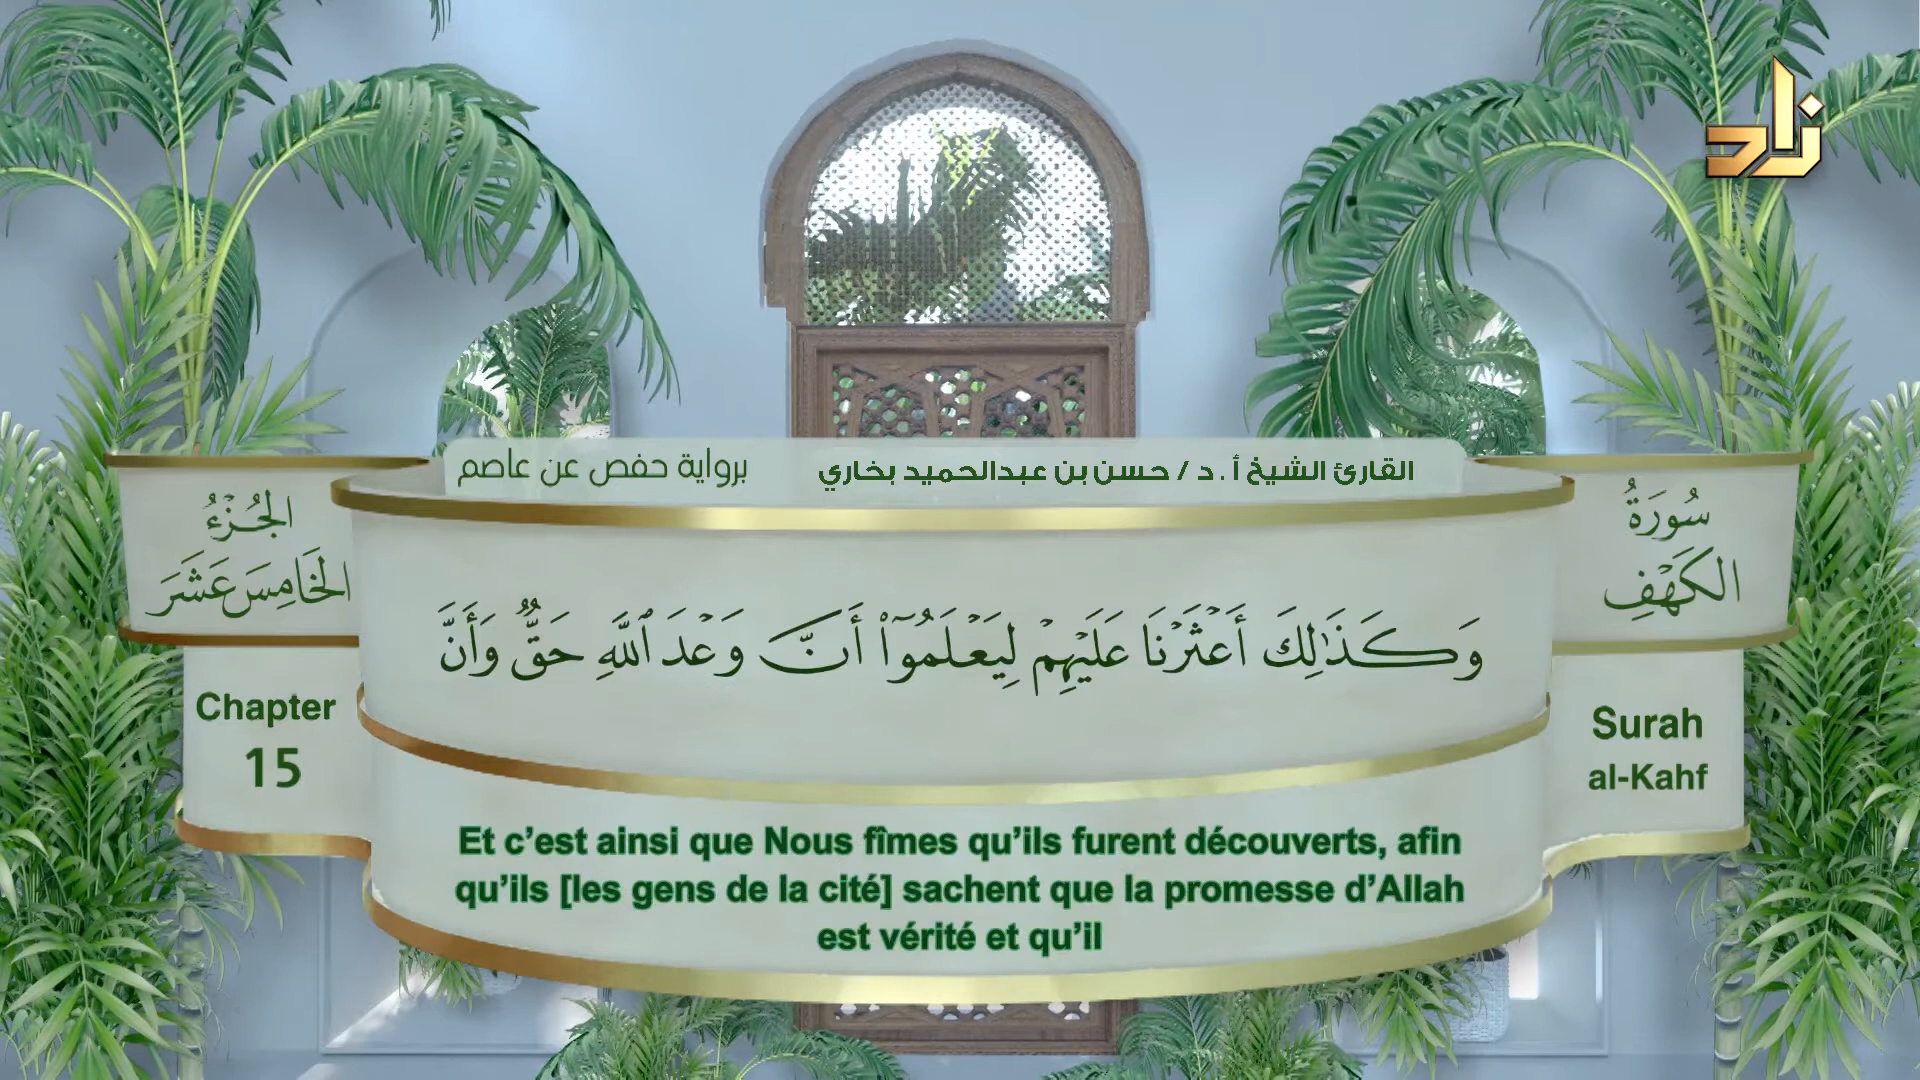 زاد
القارئ الشيخ أ . د / حسن بن عبدالحميد بخاري
برواية حفص عن عاصم
سُورَةُ
الكَهْفِ
الجُزْءُ
الخَامِسَ عَشَرَ
وَكَذَٰلِكَ أَعْثَرْنَا عَلَيْهِمْ لِيَعْلَمُوٓا۟ أَنَّ وَعْدَ ٱللَّهِ حَقٌّ وَأَنَّ
Chapter
15
Surah
al-Kahf
Et c’est ainsi que Nous fîmes qu’ils furent découverts, afin
qu’ils [les gens de la cité] sachent que la promesse d’Allah
est vérité et qu’il